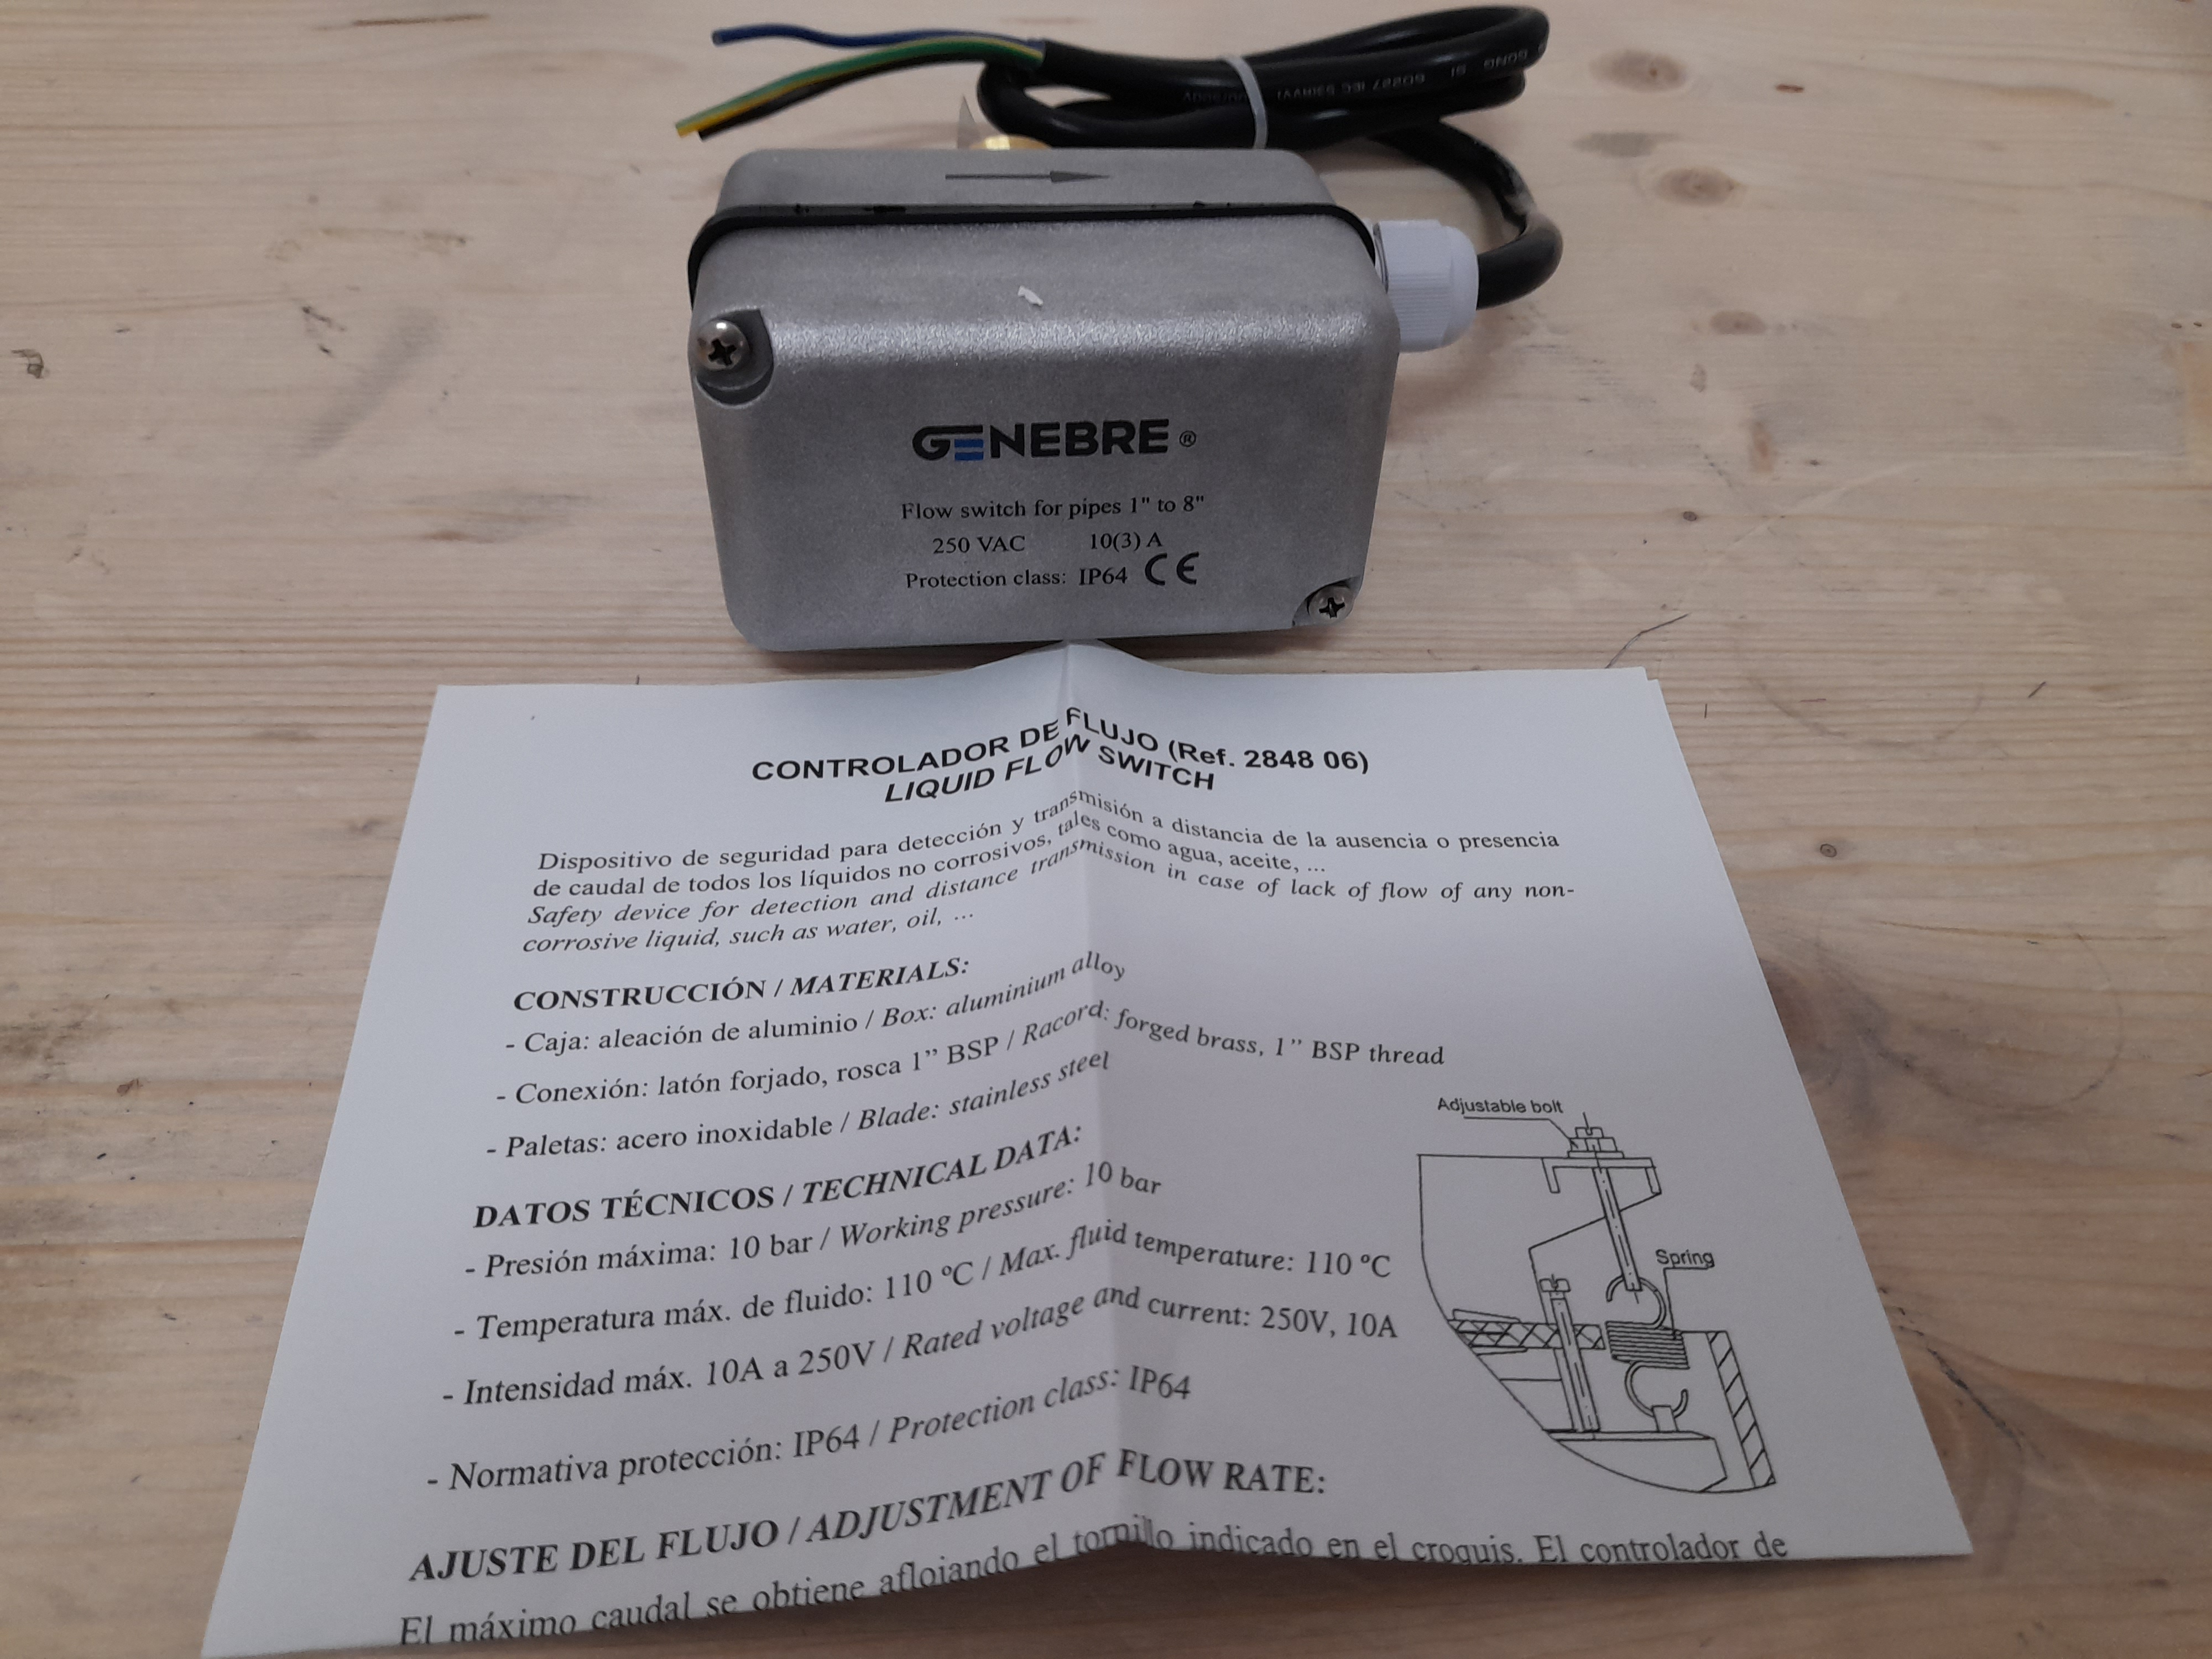 GENEBRE ®
Flow switch for pipes 1" to 8"
250 VAC 10(3) A
Protection class: IP64 CE
CONTROLADOR DE FLUJO (Ref. 2848 06)
LIQUID FLOW SWITCH
Dispositivo de seguridad para detección y transmisión a distancia de la ausencia o presencia
de caudal de todos los líquidos no corrosivos, tales como agua, aceite, ...
Safety device for detection and distance transmission in case of lack of flow of any non-
corrosive liquid, such as water, oil, ...
CONSTRUCCIÓN / MATERIALS:
- Caja: aleación de aluminio / Box: aluminium alloy
- Conexión: latón forjado, rosca 1” BSP / Racord: forged brass, 1” BSP thread
- Paletas: acero inoxidable / Blade: stainless steel
DATOS TÉCNICOS / TECHNICAL DATA:
- Presión máxima: 10 bar / Working pressure: 10 bar
- Temperatura máx. de fluido: 110 ºC / Max. fluid temperature: 110 ºC
- Intensidad máx. 10A a 250V / Rated voltage and current: 250V, 10A
- Normativa protección: IP64 / Protection class: IP64
Adjustable bolt
Spring
AJUSTE DEL FLUJO / ADJUSTMENT OF FLOW RATE:
El máximo caudal se obtiene aflojando el tornillo indicado en el croquis. El controlador de